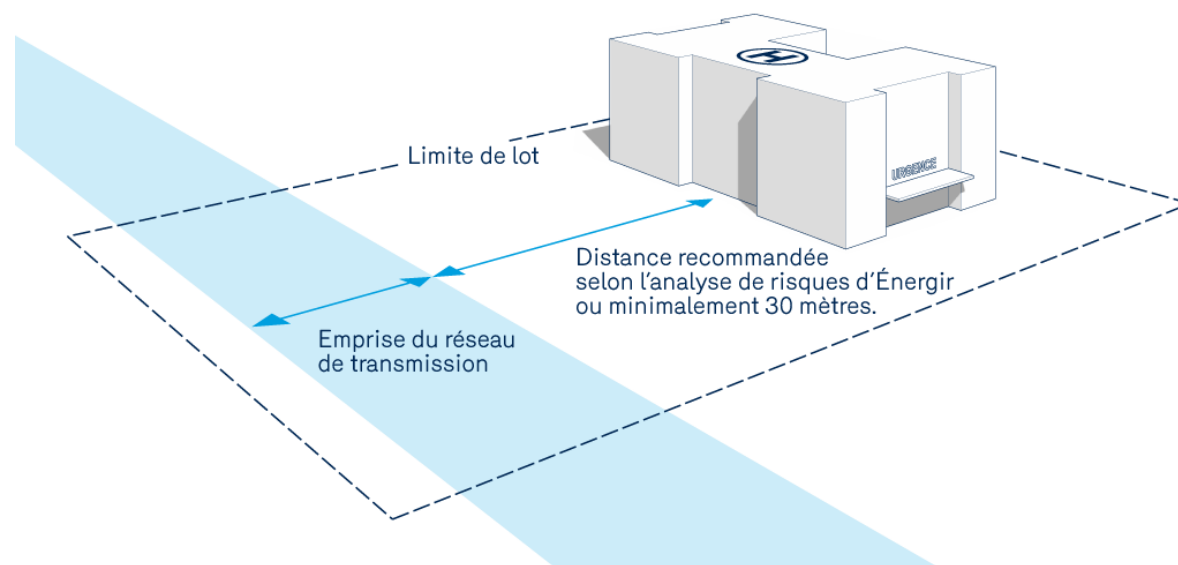 H
Limite de lot
URGENCE
Distance recommandée
selon l'analyse de risques d'Énergir
ou minimalement 30 mètres.
Emprise du réseau
de transmission